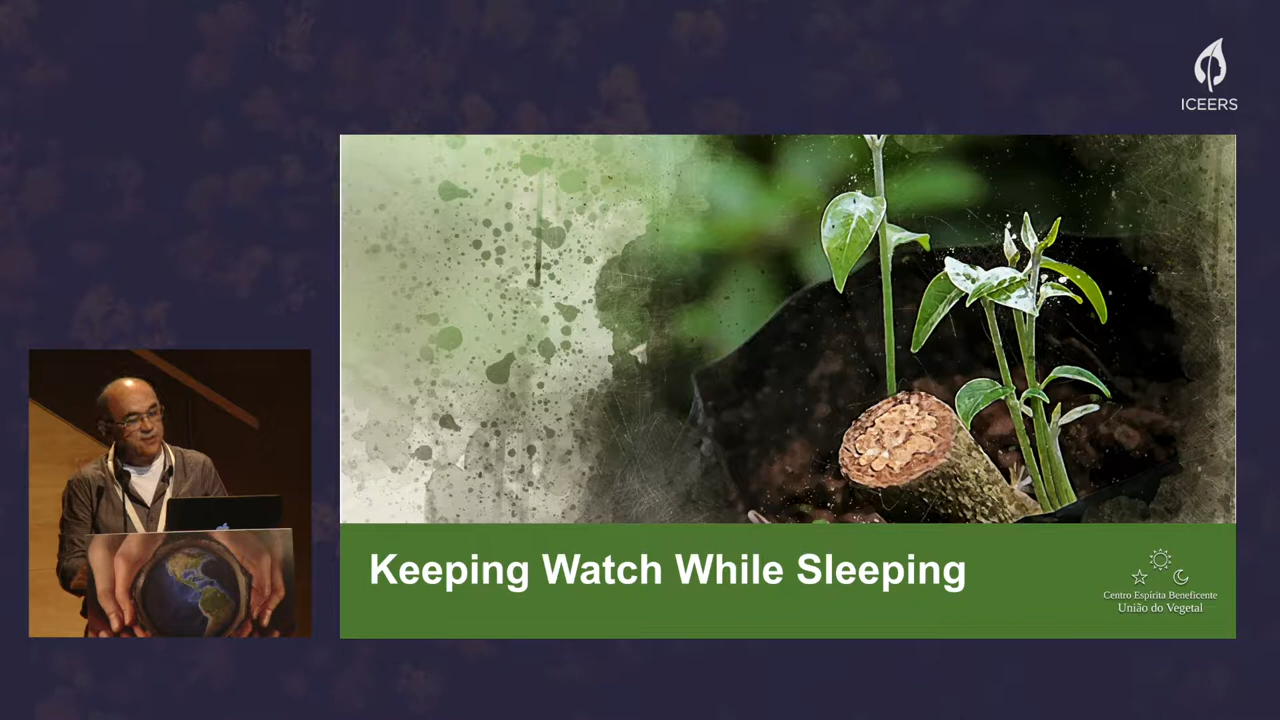 ICEERS
Keeping Watch While Sleeping
Centro Espírita Beneficente
União do Vegetal